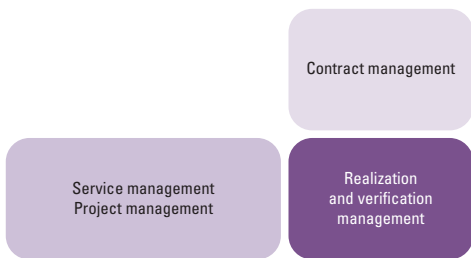 Contract management
Service management
Project management
Realization
and verification
management